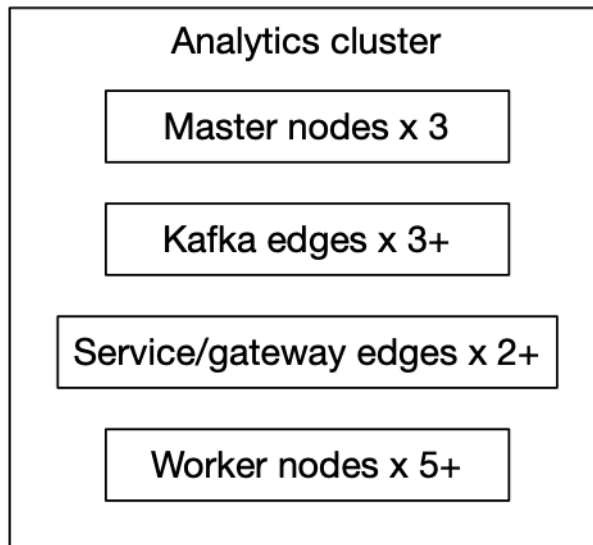 Analytics cluster
Master nodes x 3
Kafka edges x 3+
Service/gateway edges x 2+
Worker nodes x 5+